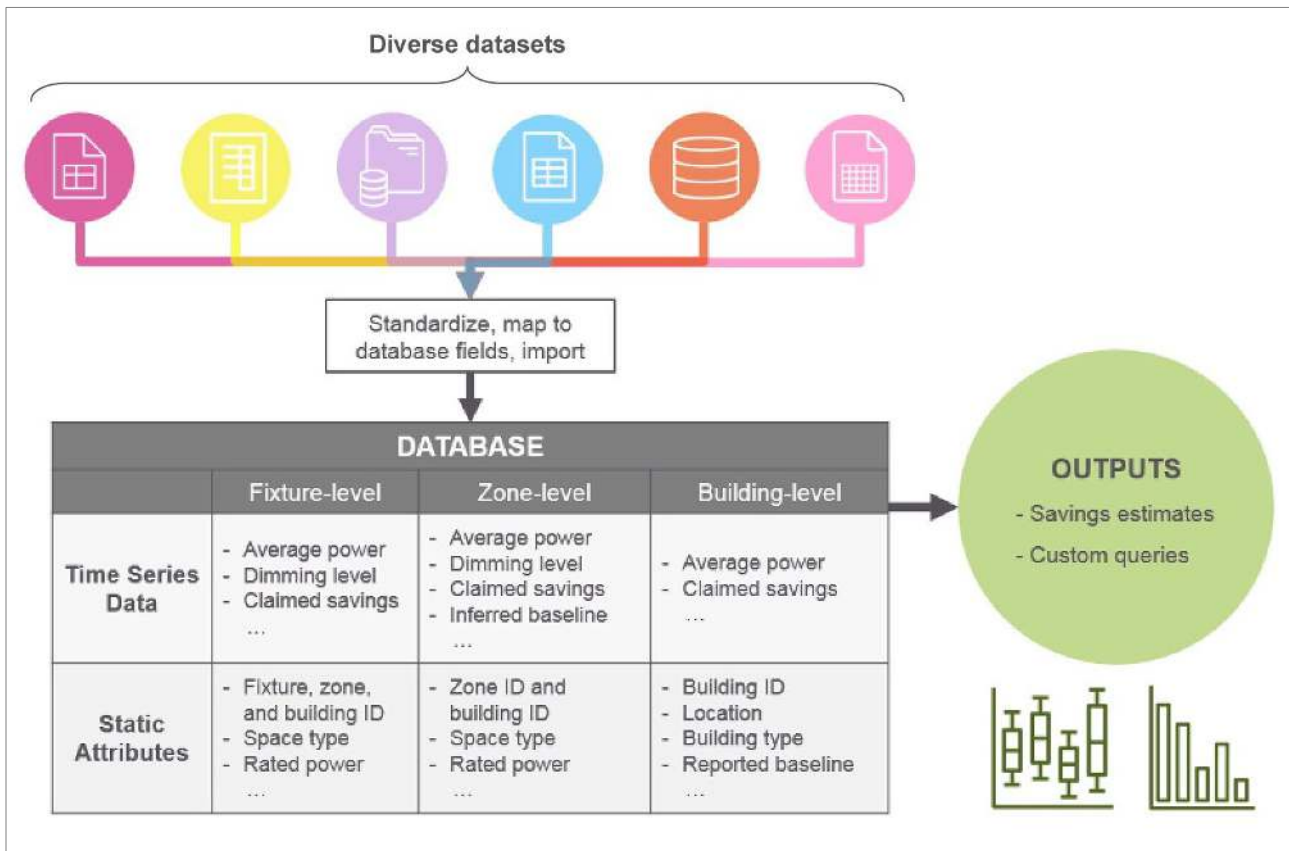 Diverse datasets
Standardize, map to
database fields, import
DATABASE
Fixture-level
Zone-level
Building-level
Time Series
Data
- Average power
- Dimming level
- Claimed savings
...
- Average power
- Dimming level
- Claimed savings
- Inferred baseline
...
- Average power
- Claimed savings
...
Static
Attributes
- Fixture, zone,
and building ID
- Space type
- Rated power
...
- Zone ID and
building ID
- Space type
- Rated power
...
- Building ID
- Location
- Building type
- Reported baseline
...
OUTPUTS
- Savings estimates
- Custom queries